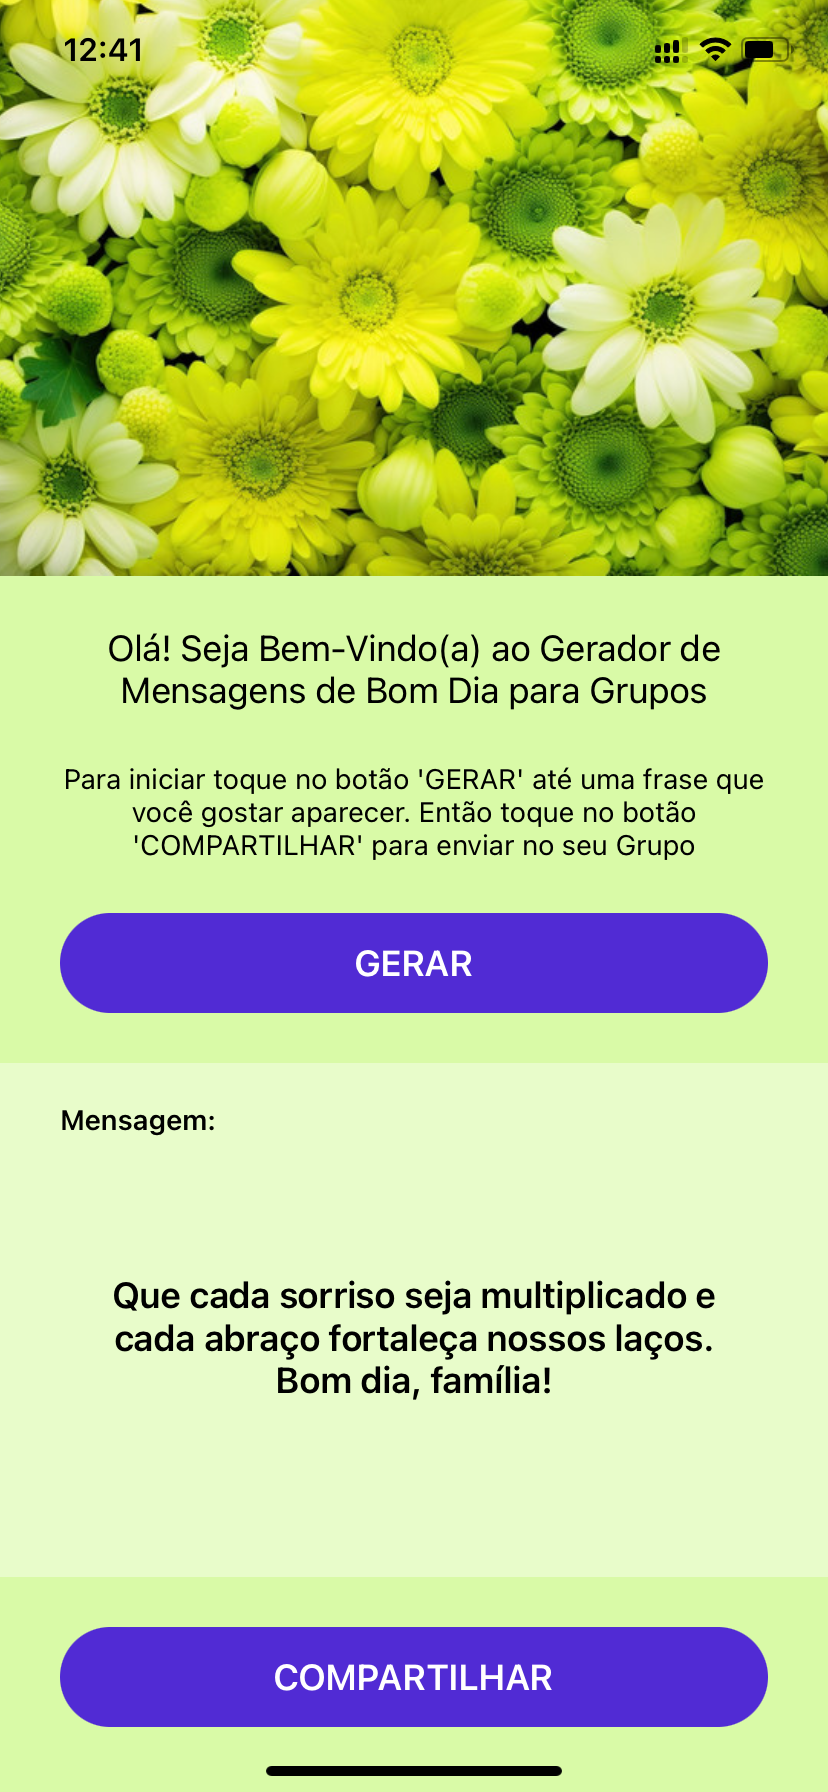 12:41
Olá! Seja Bem-Vindo(a) ao Gerador de
Mensagens de Bom Dia para Grupos
Para iniciar toque no botão 'GERAR' até uma frase que
você gostar aparecer. Então toque no botão
'COMPARTILHAR' para enviar no seu Grupo
GERAR
Mensagem:
Que cada sorriso seja multiplicado e
cada abraço fortaleça nossos laços.
Bom dia, família!
COMPARTILHAR